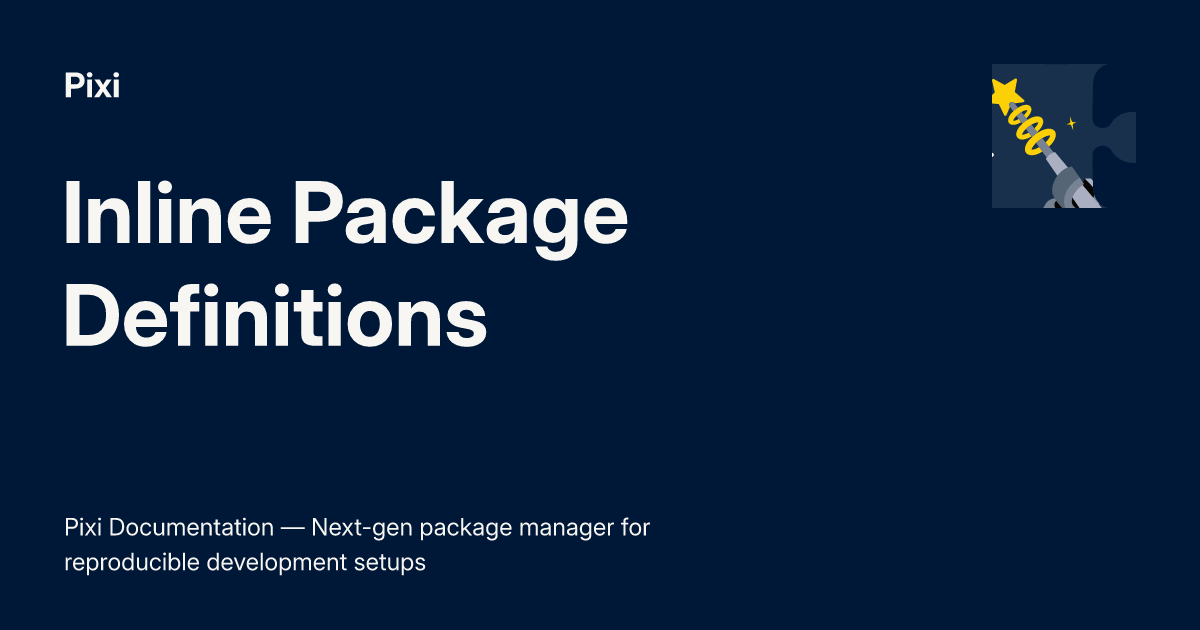 Pixi
Inline Package
Definitions
Pixi Documentation — Next-gen package manager for
reproducible development setups